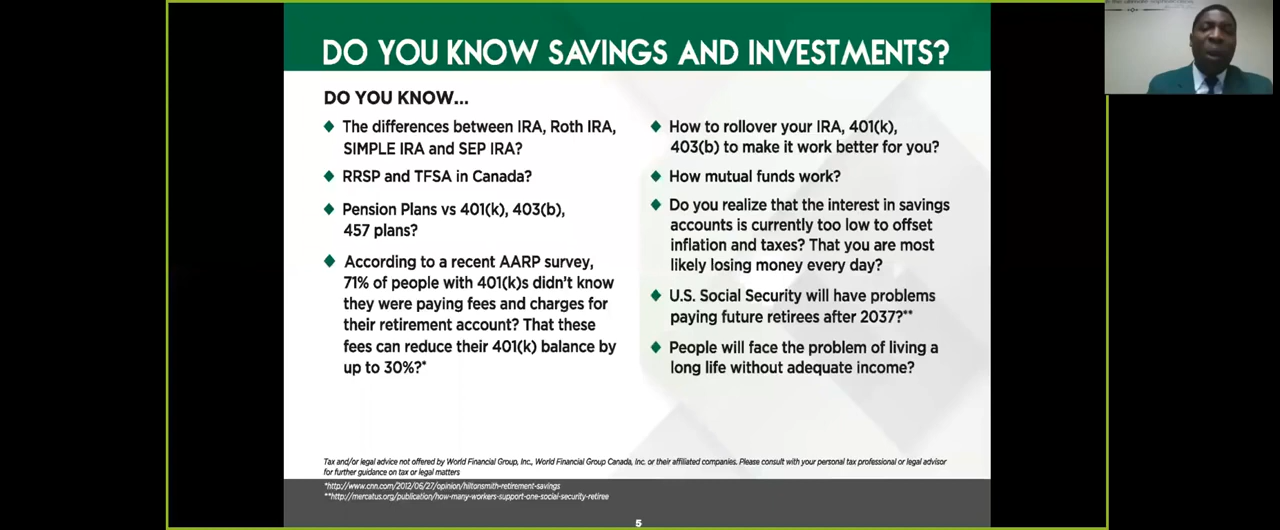 DO YOU KNOW SAVINGS AND INVESTMENTS?
DO YOU KNOW...
The differences between IRA, Roth IRA,
SIMPLE IRA and SEP IRA?
RRSP and TFSA in Canada?
Pension Plans vs 401(k), 403(b),
457 plans?
According to a recent AARP survey,
71% of people with 401(k)s didn't know
they were paying fees and charges for
their retirement account? That these
fees can reduce their 401(k) balance by
up to 30%?*
How to rollover your IRA, 401(k),
403(b) to make it work better for you?
How mutual funds work?
Do you realize that the interest in savings
accounts is currently too low to offset
inflation and taxes? That you are most
likely losing money every day?
U.S. Social Security will have problems
paying future retirees after 2037?**
People will face the problem of living a
long life without adequate income?
Tax and/or legal advice not offered by World Financial Group, Inc., World Financial Group Canada, Inc. or their affiliated companies. Please consult with your personal tax professional or legal advisor
for further guidance on tax or legal matters
*http://www.cnn.com/2012/06/27/opinion/hiltonsmith-retirement-savings
**http://mercatus.org/publication/how-many-workers-support-one-social-security-retiree
5